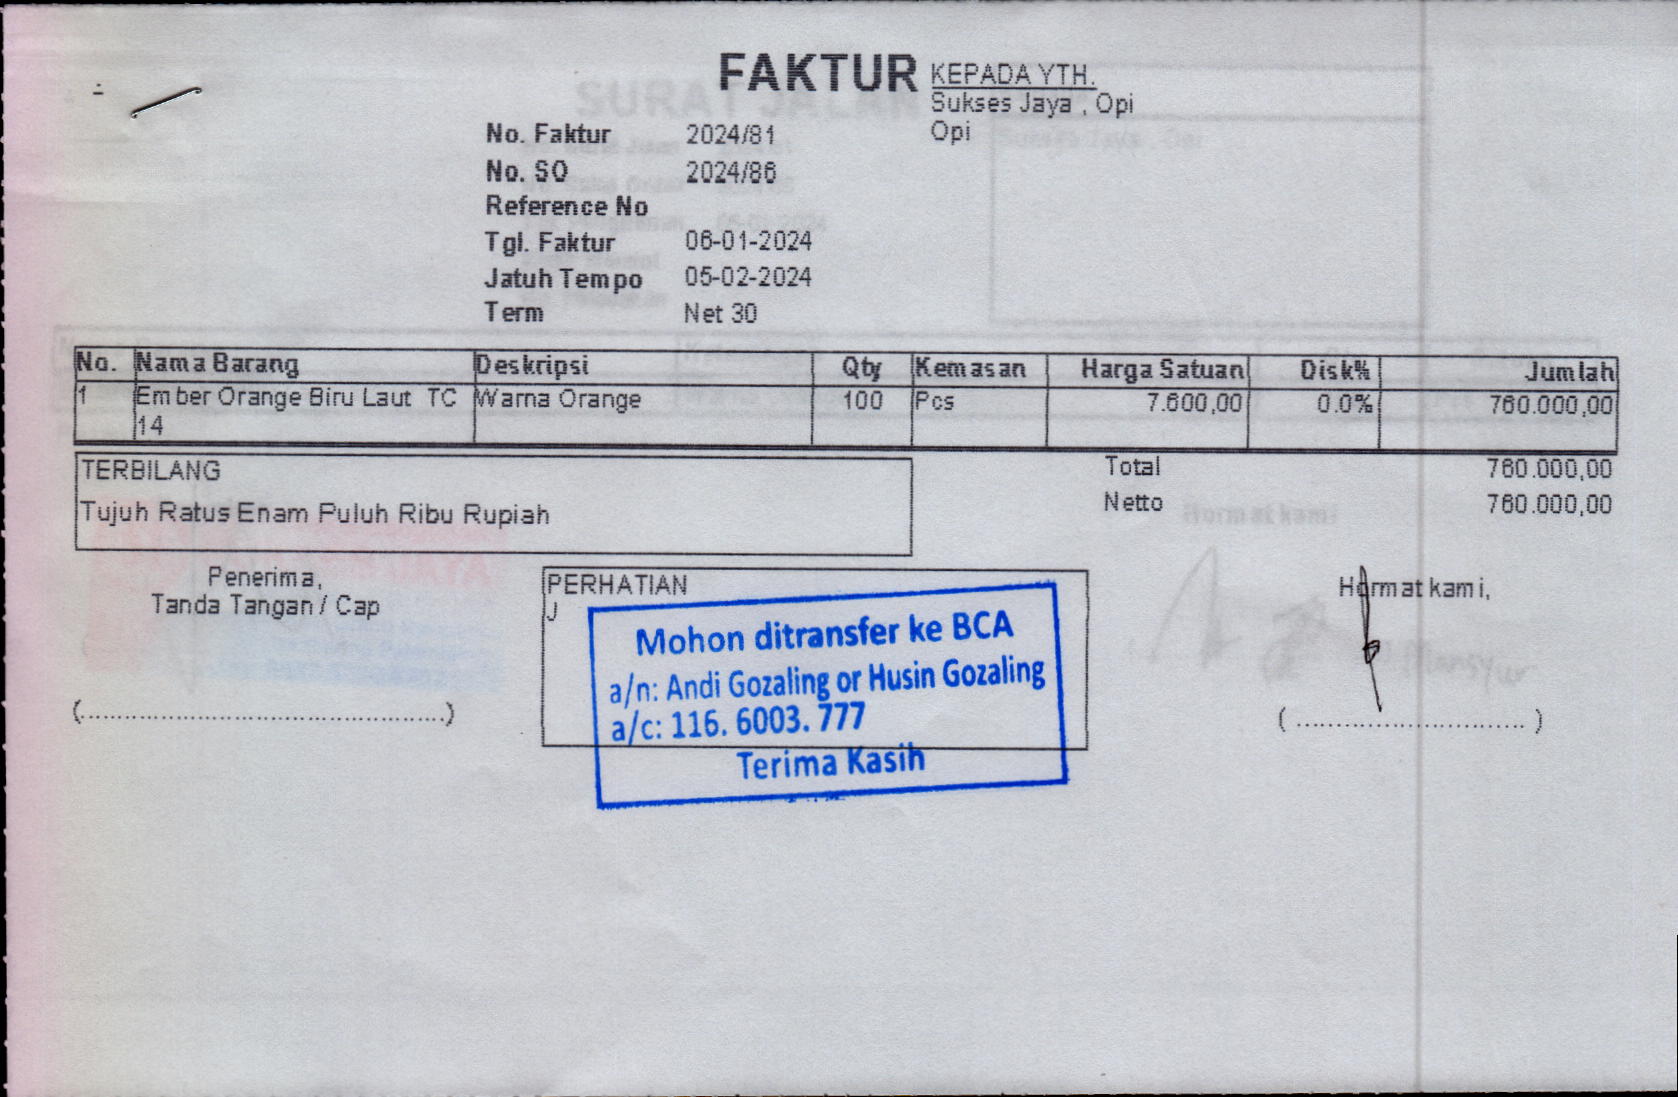 FAKTUR
KEPADA YTH.
Sukses Jaya , Opi
Opi
No. Faktur 2024/81
No. SO 2024/86
Reference No
Tgl. Faktur 06-01-2024
Jatuh Tempo 05-02-2024
Term Net 30
No. Nama Barang Deskripsi Qty Kemasan Harga Satuan Disk% Jumlah
1 Ember Orange Biru Laut TC Warna Orange 100 Pcs 7.600,00 0.0% 760.000,00
14
TERBILANG
Tujuh Ratus Enam Puluh Ribu Rupiah
Total 760.000,00
Netto 760.000,00
Penerima,
Tanda Tangan / Cap
(............................................)
PERHATIAN
J
Mohon ditransfer ke BCA
a/n: Andi Gozaling or Husin Gozaling
a/c: 116. 6003. 777
Terima Kasih
Hormat kami,
( ............................ )
SURAT JALAN
Hormat kami